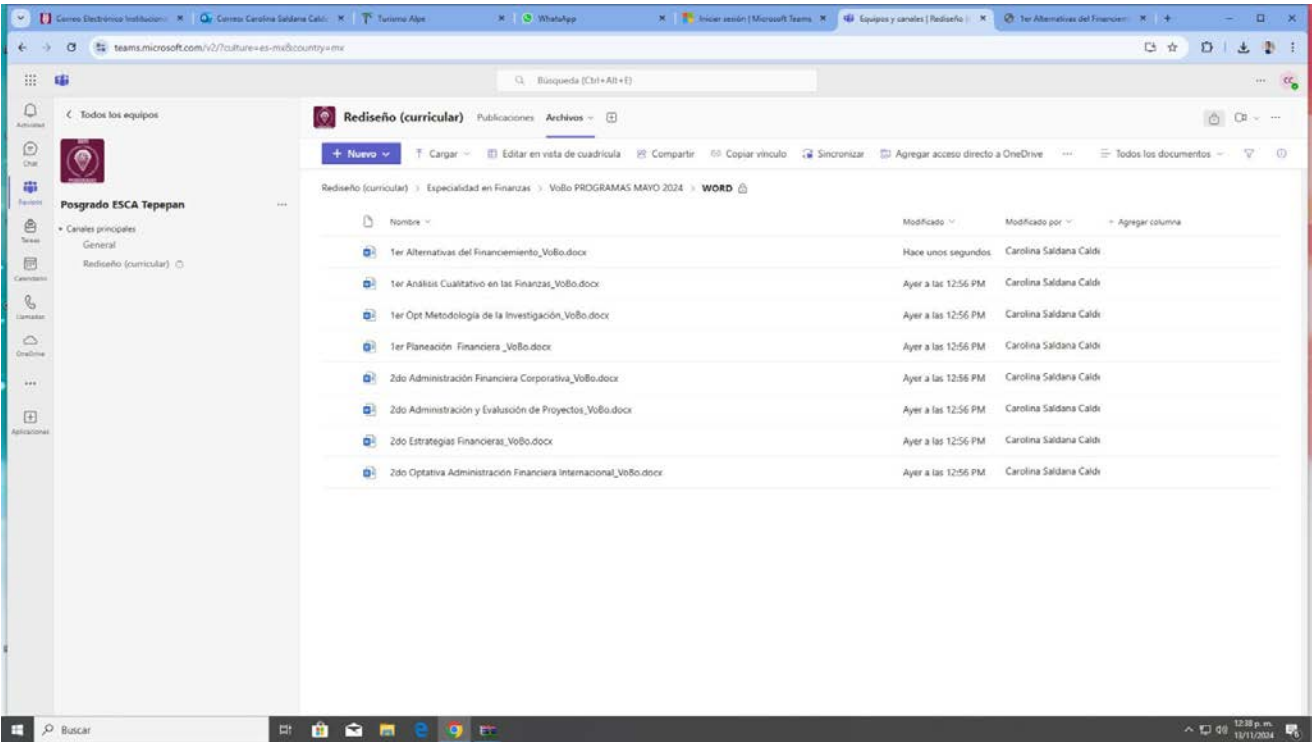 Correo Electrónico Institucion
Correo: Carolina Saldana Calde
Turismo Alpe
WhatsApp
Iniciar sesión | Microsoft Teams
Equipos y canales | Rediseño (
1er Alternativas del Financiem
teams.microsoft.com/v2/?culture=es-mx&country=mx
Búsqueda (Ctrl+Alt+E)
CC
Actividad
Chat
Equipos
Tareas
Calendario
Llamadas
OneDrive
Aplicaciones
Todos los equipos
Posgrado ESCA Tepepan
Canales principales
General
Rediseño (curricular)
Rediseño (curricular) Publicaciones Archivos
+ Nuevo Cargar Editar en vista de cuadrícula Compartir Copiar vínculo Sincronizar Agregar acceso directo a OneDrive ... Todos los documentos
Rediseño (curricular) > Especialidad en Finanzas > VoBo PROGRAMAS MAYO 2024 > WORD
Nombre Modificado Modificado por + Agregar columna
1er Alternativas del Financiemiento_VoBo.docx Hace unos segundos Carolina Saldana Calde
1er Análisis Cualitativo en las Finanzas_VoBo.docx Ayer a las 12:56 PM Carolina Saldana Calde
1er Opt Metodología de la Investigación_VoBo.docx Ayer a las 12:56 PM Carolina Saldana Calde
1er Planeación Financiera _VoBo.docx Ayer a las 12:56 PM Carolina Saldana Calde
2do Administración Financiera Corporativa_VoBo.docx Ayer a las 12:56 PM Carolina Saldana Calde
2do Administración y Evalusción de Proyectos_VoBo.docx Ayer a las 12:56 PM Carolina Saldana Calde
2do Estrategias Financieras_VoBo.docx Ayer a las 12:56 PM Carolina Saldana Calde
2do Optativa Administración Financiera Internacional_VoBo.docx Ayer a las 12:56 PM Carolina Saldana Calde
Buscar
12:38 p. m.
13/11/2024